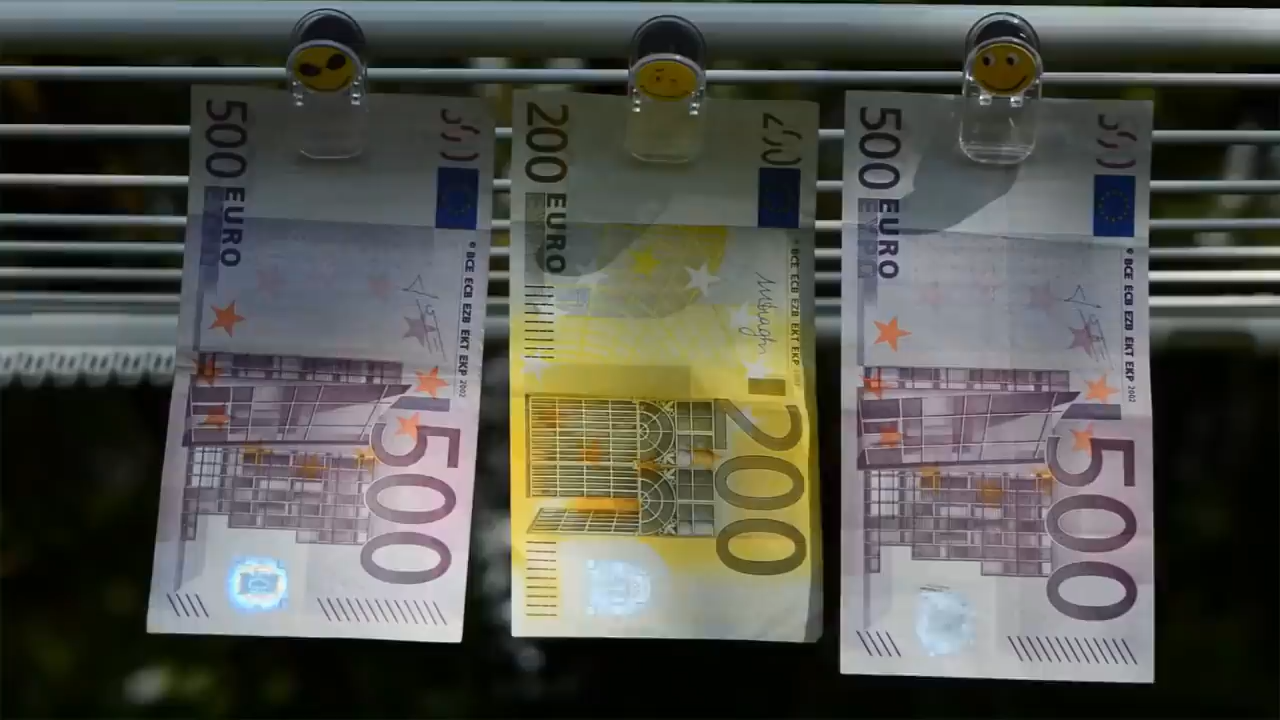 500 EURO
BCE ECB EZB EKT EKP 2002
500
200 EURO
BCE ECB EZB EKT EKP
200
500 EURO
BCE ECB EZB EKT EKP 2002
500